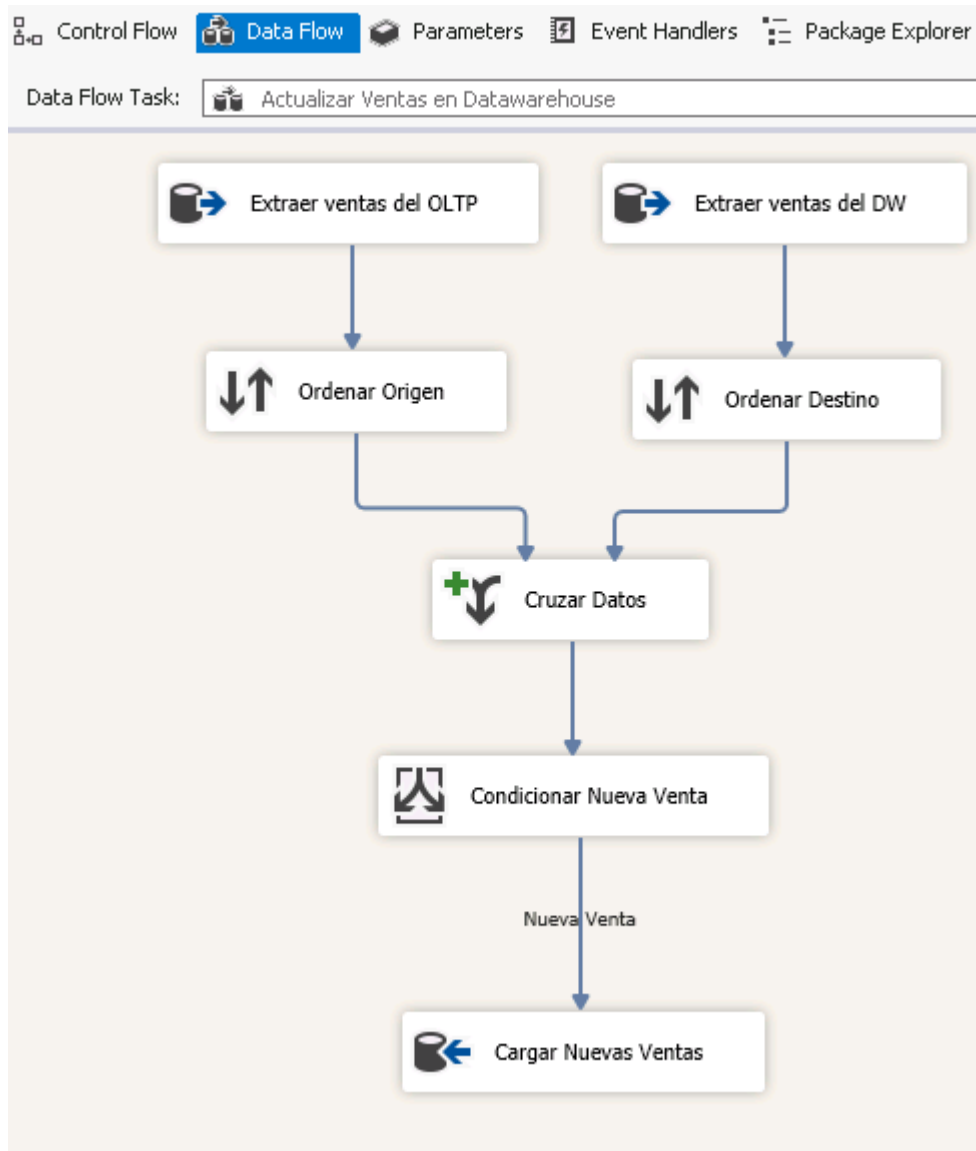 Control Flow Data Flow Parameters Event Handlers Package Explorer
Data Flow Task: Actualizar Ventas en Datawarehouse
Extraer ventas del OLTP Extraer ventas del DW
Ordenar Origen Ordenar Destino
Cruzar Datos
Condicionar Nueva Venta
Nueva Venta
Cargar Nuevas Ventas